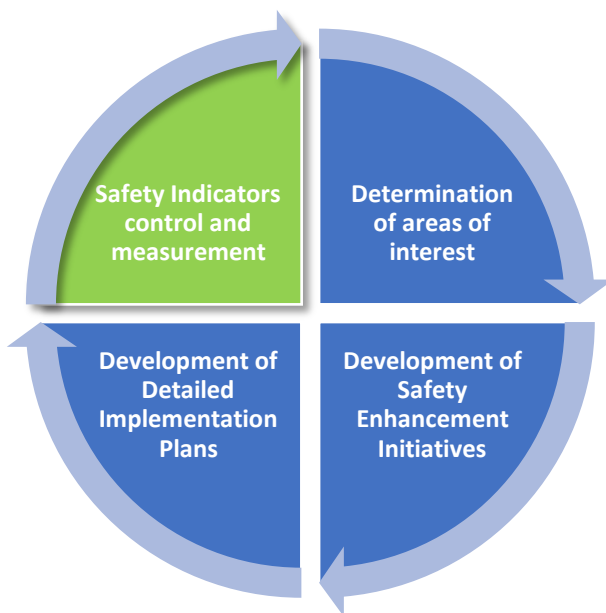 Safety Indicators
control and
measurement
Determination
of areas of
interest
Development of
Detailed
Implementation
Plans
Development of
Safety
Enhancement
Initiatives